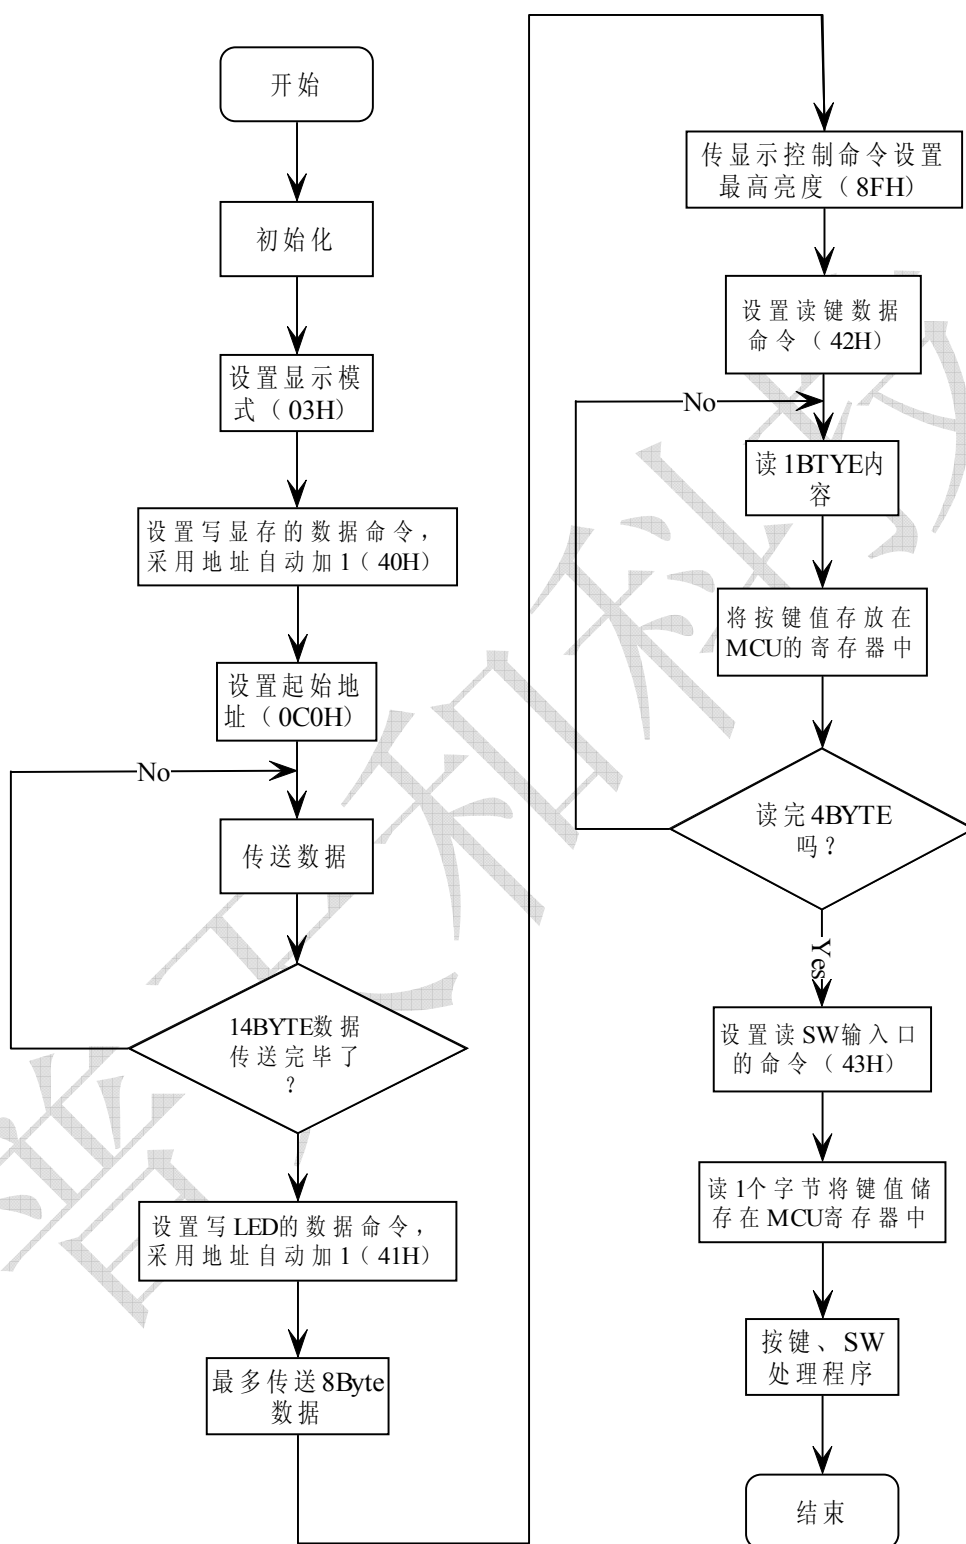 开始
初始化
设置显示模
式（03H）
设置写显存的数据命令，
采用地址自动加1（40H）
设置起始地
址（0C0H）
No
传送数据
14BYTE数据
传送完毕了
？
设置写LED的数据命令，
采用地址自动加1（41H）
最多传送8Byte
数据
传显示控制命令设置
最高亮度（8FH）
设置读键数据
命令（42H）
No
读1BTYE内
容
将按键值存放在
MCU的寄存器中
读完4BYTE
吗？
Yes
设置读SW输入口
的命令（43H）
读1个字节将键值储
存在MCU寄存器中
按键、SW
处理程序
结束
普天和科技